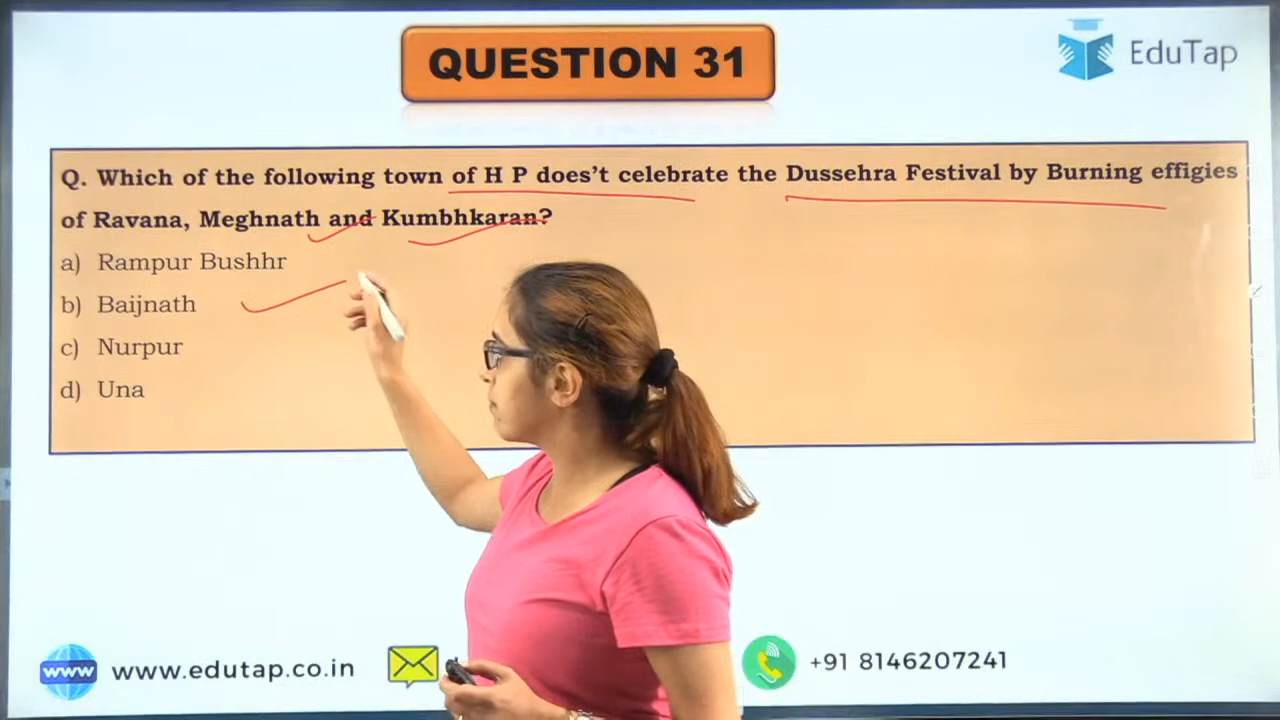 QUESTION 31
EduTap
Q. Which of the following town of H P does't celebrate the Dussehra Festival by Burning effigies
of Ravana, Meghnath and Kumbhkaran?
a) Rampur Bushhr
b) Baijnath
c) Nurpur
d) Una
www
www.edutap.co.in
+91 8146207241